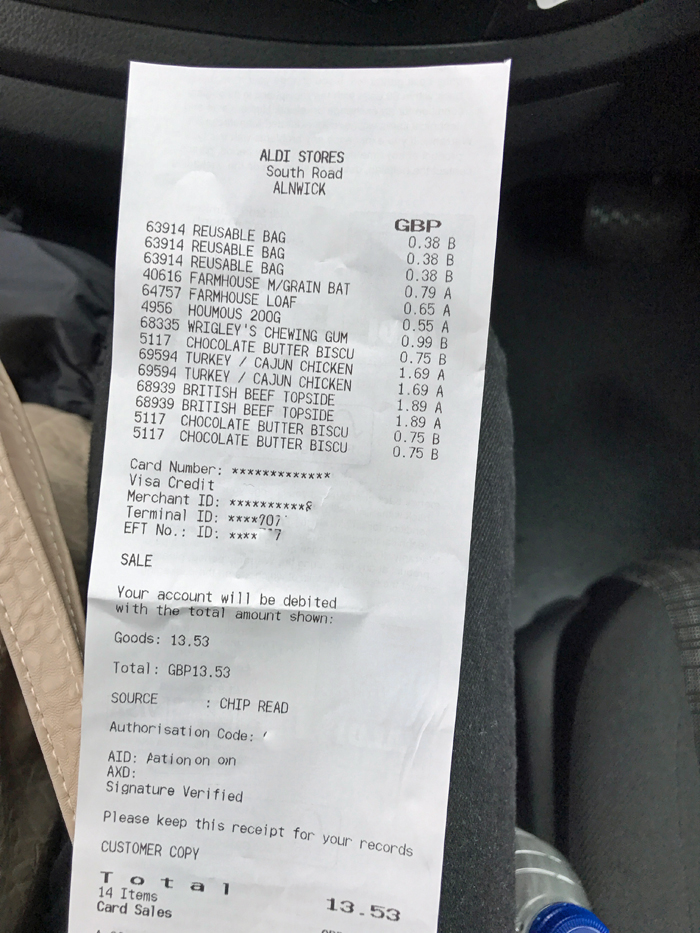 ALDI STORES
South Road
ALNWICK
GBP
63914 REUSABLE BAG 0.38 B
63914 REUSABLE BAG 0.38 B
63914 REUSABLE BAG 0.38 B
40616 FARMHOUSE M/GRAIN BAT 0.79 A
64757 FARMHOUSE LOAF 0.65 A
4956 HOUMOUS 200G 0.55 A
68335 WRIGLEY'S CHEWING GUM 0.99 B
5117 CHOCOLATE BUTTER BISCU 0.75 B
69594 TURKEY / CAJUN CHICKEN 1.69 A
69594 TURKEY / CAJUN CHICKEN 1.69 A
68939 BRITISH BEEF TOPSIDE 1.89 A
68939 BRITISH BEEF TOPSIDE 1.89 A
5117 CHOCOLATE BUTTER BISCU 0.75 B
5117 CHOCOLATE BUTTER BISCU 0.75 B
Card Number: *************
Visa Credit
Merchant ID: **********8
Terminal ID: ****707
EFT No.: ID: **** 7
SALE
Your account will be debited
with the total amount shown:
Goods: 13.53
Total: GBP13.53
SOURCE : CHIP READ
Authorisation Code:
AID:
AXD:
Signature Verified
Please keep this receipt for your records
CUSTOMER COPY
Total 13.53
14 Items
Card Sales